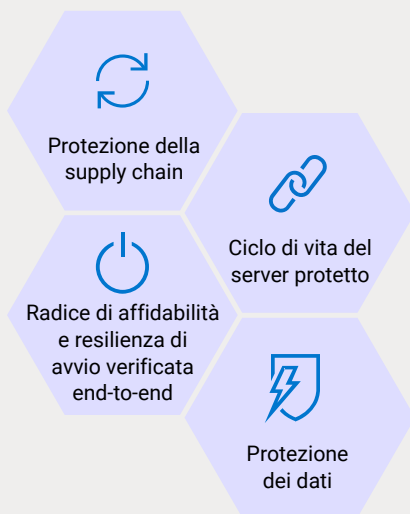 Protezione della
supply chain
Ciclo di vita del
server protetto
Radice di affidabilità
e resilienza di
avvio verificata
end-to-end
Protezione
dei dati